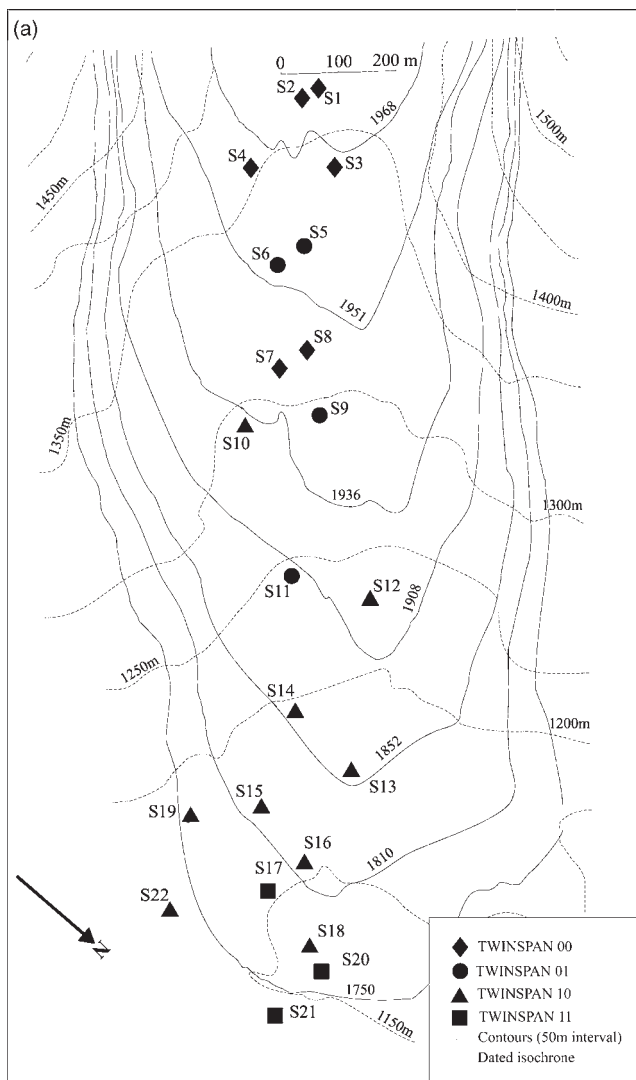 (a)
0 100 200 m
S2
S1
1968
1500m
S4
S3
1450m
S5
S6
1400m
1951
S8
S7
S9
1350m
S10
1936
1300m
S12
S11
1908
1250m
S14
1200m
1852
S13
S15
S19
S16
1810
S17
S22
N
S18
S20
1750
S21
1150m
TWINSPAN 00
TWINSPAN 01
TWINSPAN 10
TWINSPAN 11
Contours (50m interval)
Dated isochrone